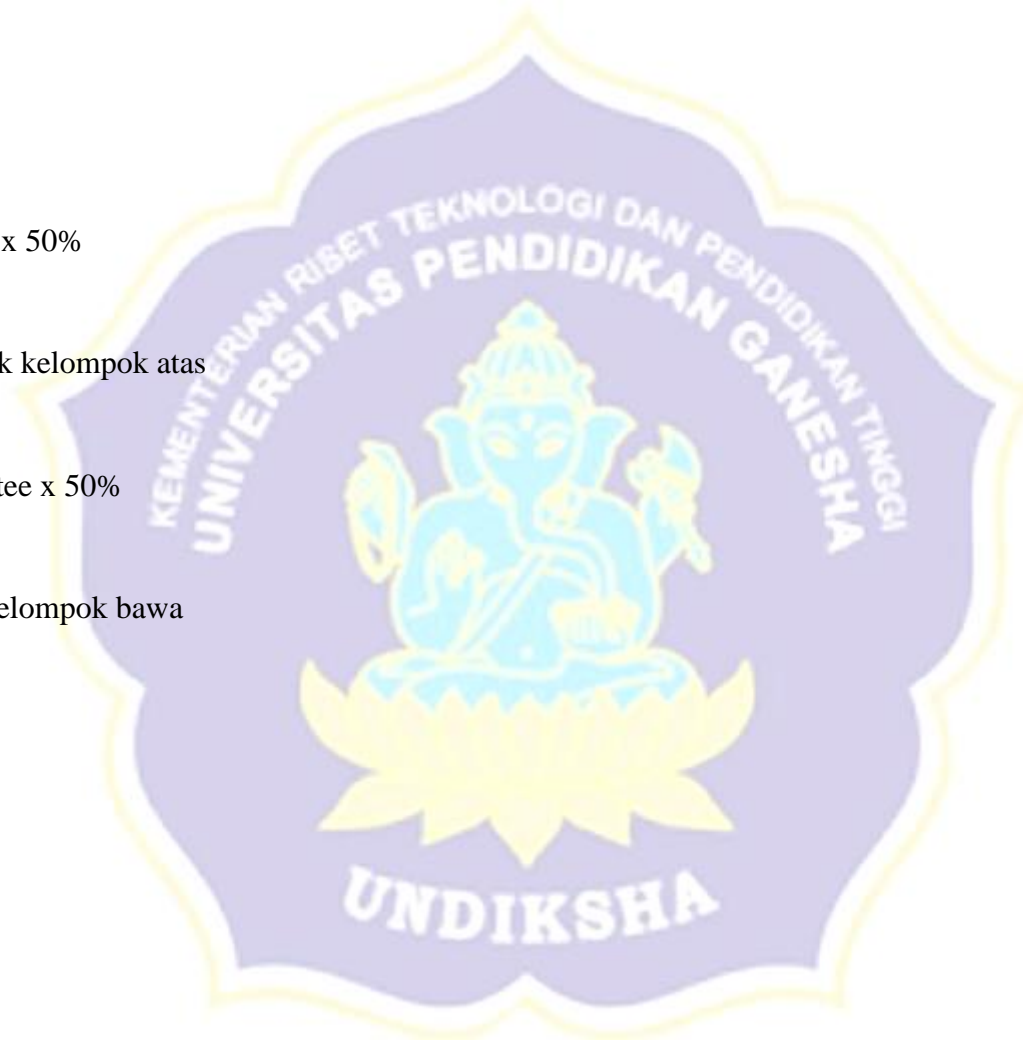 x 50%
KEMENTERIAN RISET TEKNOLOGI DAN PENDIDIKAN TINGGI
UNIVERSITAS PENDIDIKAN GANESHA
k kelompok atas
tee x 50%
elompok bawa
UNDIKSHA